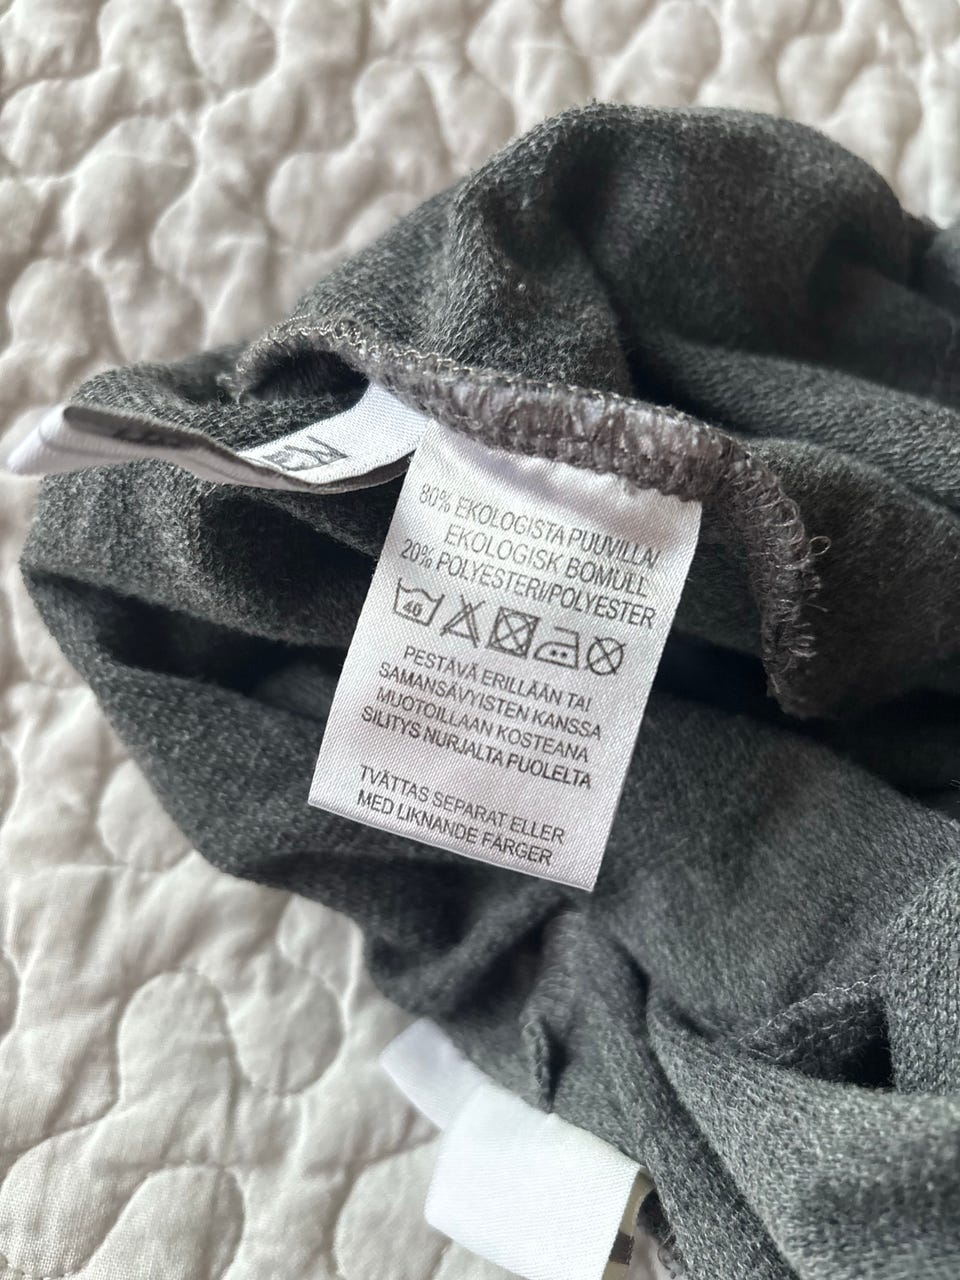 80% EKOLOGISTA PUUVILLA/
EKOLOGISK BOMULL
20% POLYESTERI/POLYESTER
40
PESTÄVÄ ERILLÄÄN TAI
SAMANSÄVYISTEN KANSSA
MUOTOILLAAN KOSTEANA
SILITYS NURJALTA PUOLELTA
TVÄTTAS SEPARAT ELLER
MED LIKNANDE FÄRGER